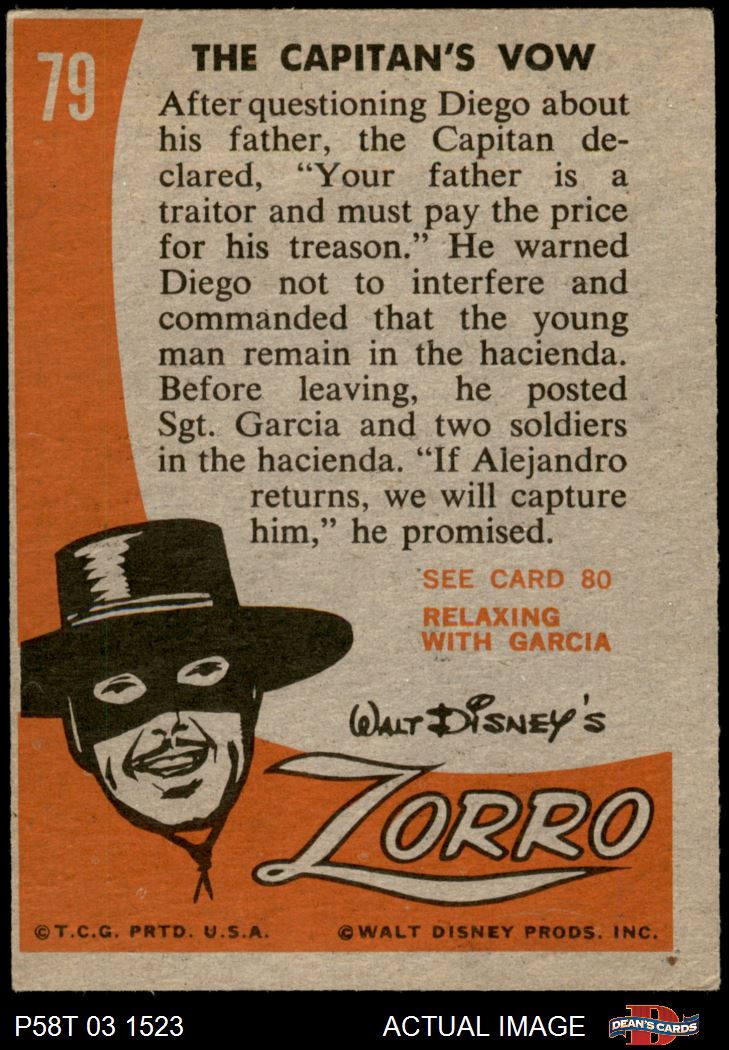 79
THE CAPITAN'S VOW
After questioning Diego about
his father, the Capitan de-
clared, “Your father is a
traitor and must pay the price
for his treason.” He warned
Diego not to interfere and
commanded that the young
man remain in the hacienda.
Before leaving, he posted
Sgt. Garcia and two soldiers
in the hacienda. “If Alejandro
returns, we will capture
him,” he promised.
SEE CARD 80
RELAXING
WITH GARCIA
WALT DISNEY'S
ZORRO
©T.C.G. PRTD. U.S.A.
©WALT DISNEY PRODS. INC.
P58T 03 1523
ACTUAL IMAGE
D
DEAN'S CARDS